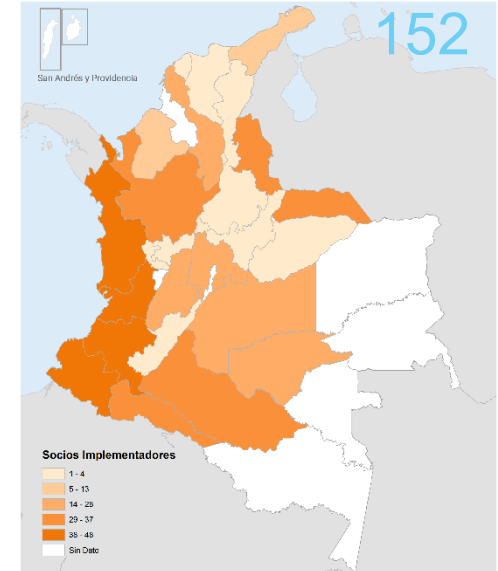 152
San Andrés y Providencia
Socios Implementadores
1 - 4
5 - 13
14 - 28
29 - 37
38 - 48
Sin Dato